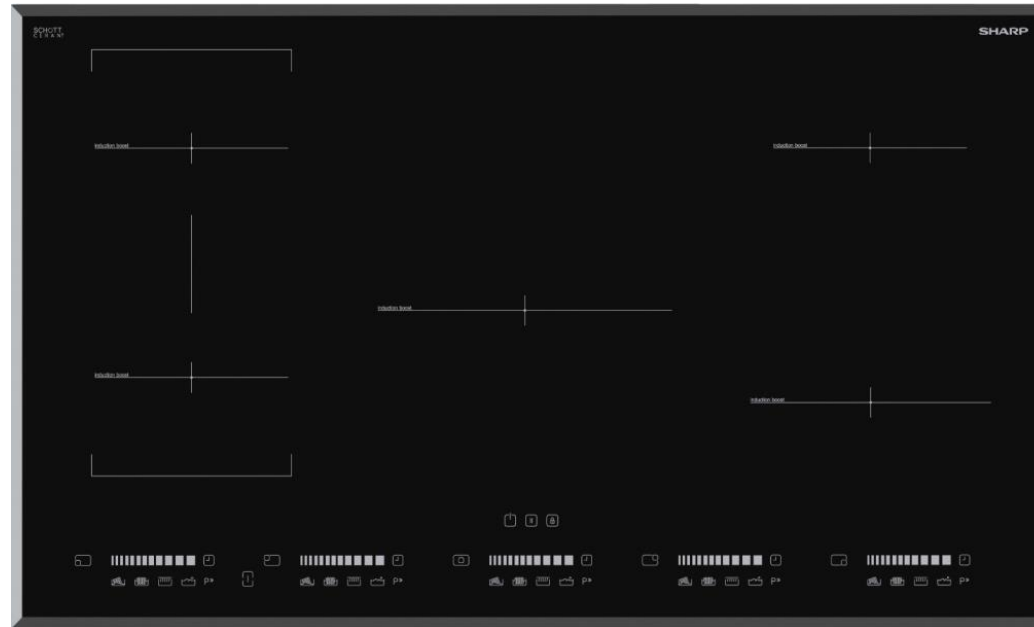 SCHOTT
CERAN®
SHARP
Induction boost
Induction boost
Induction boost
Induction boost
Induction boost
P
P
P
P
P